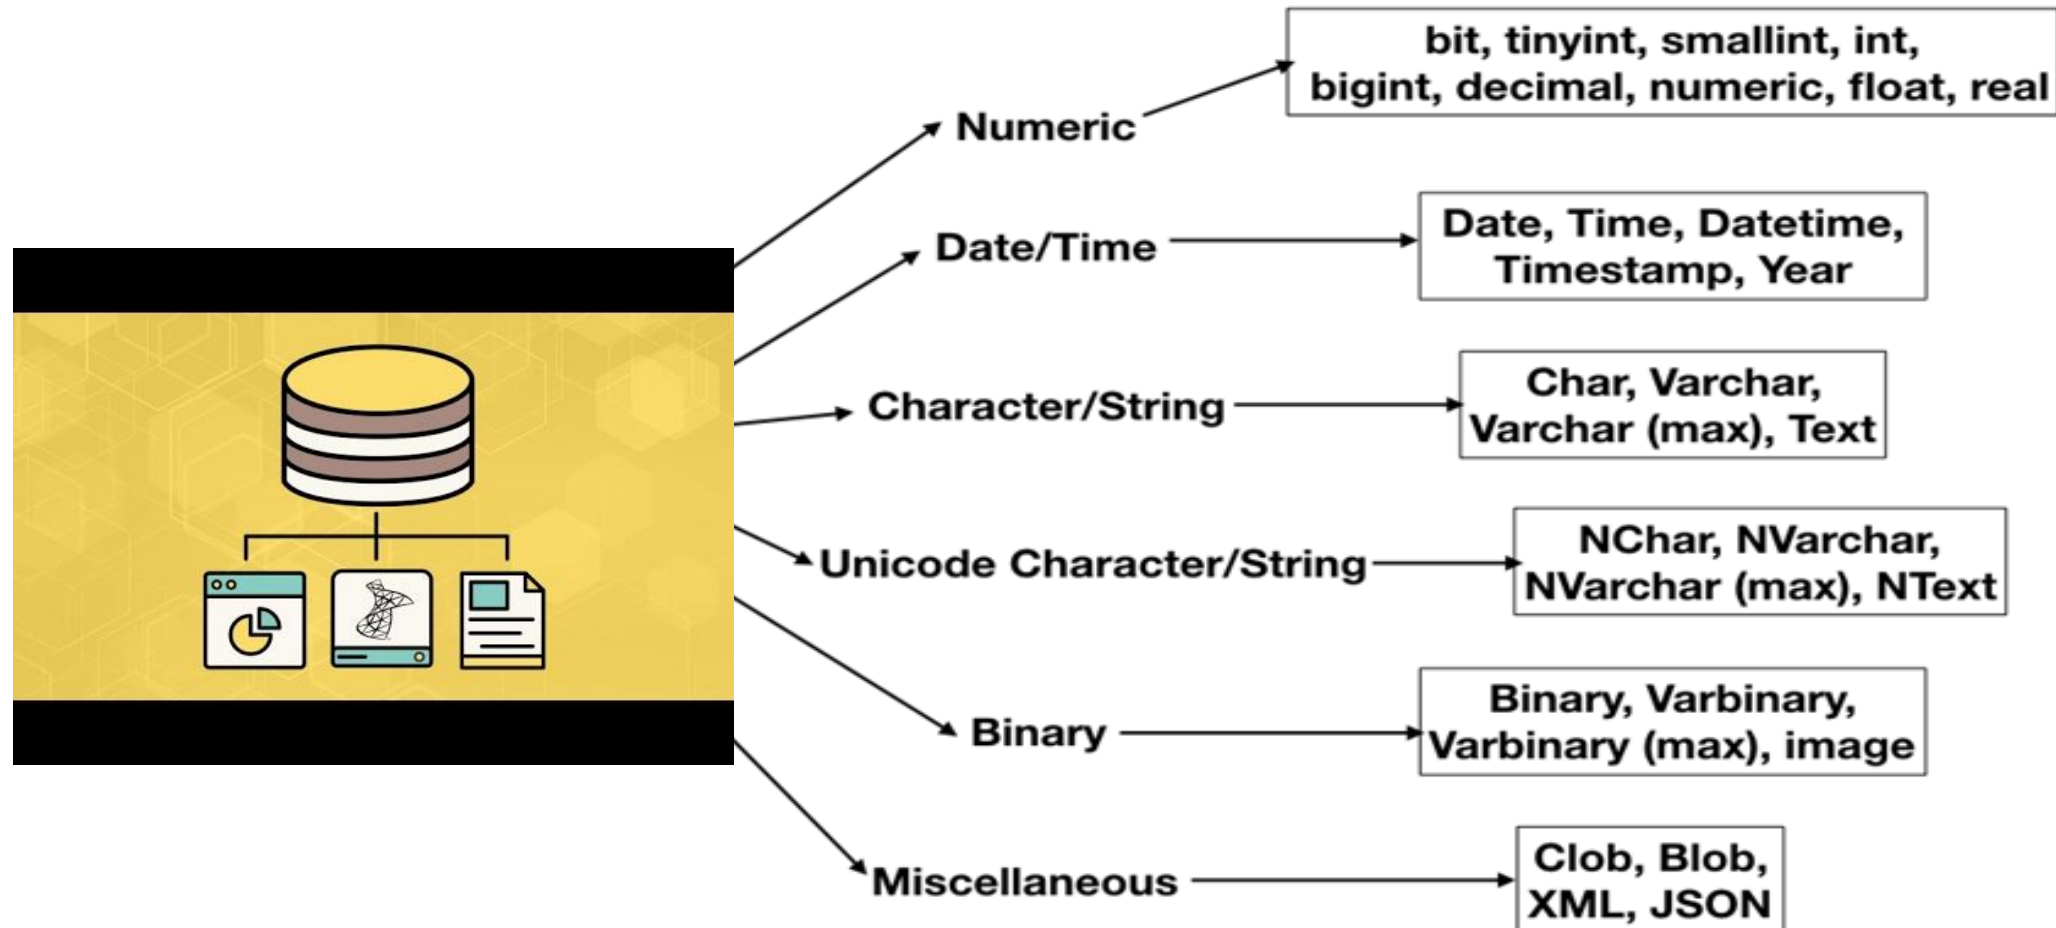 Numeric
bit, tinyint, smallint, int,
bigint, decimal, numeric, float, real
Date/Time
Date, Time, Datetime,
Timestamp, Year
Character/String
Char, Varchar,
Varchar (max), Text
Unicode Character/String
NChar, NVarchar,
NVarchar (max), NText
Binary
Binary, Varbinary,
Varbinary (max), image
Miscellaneous
Clob, Blob,
XML, JSON